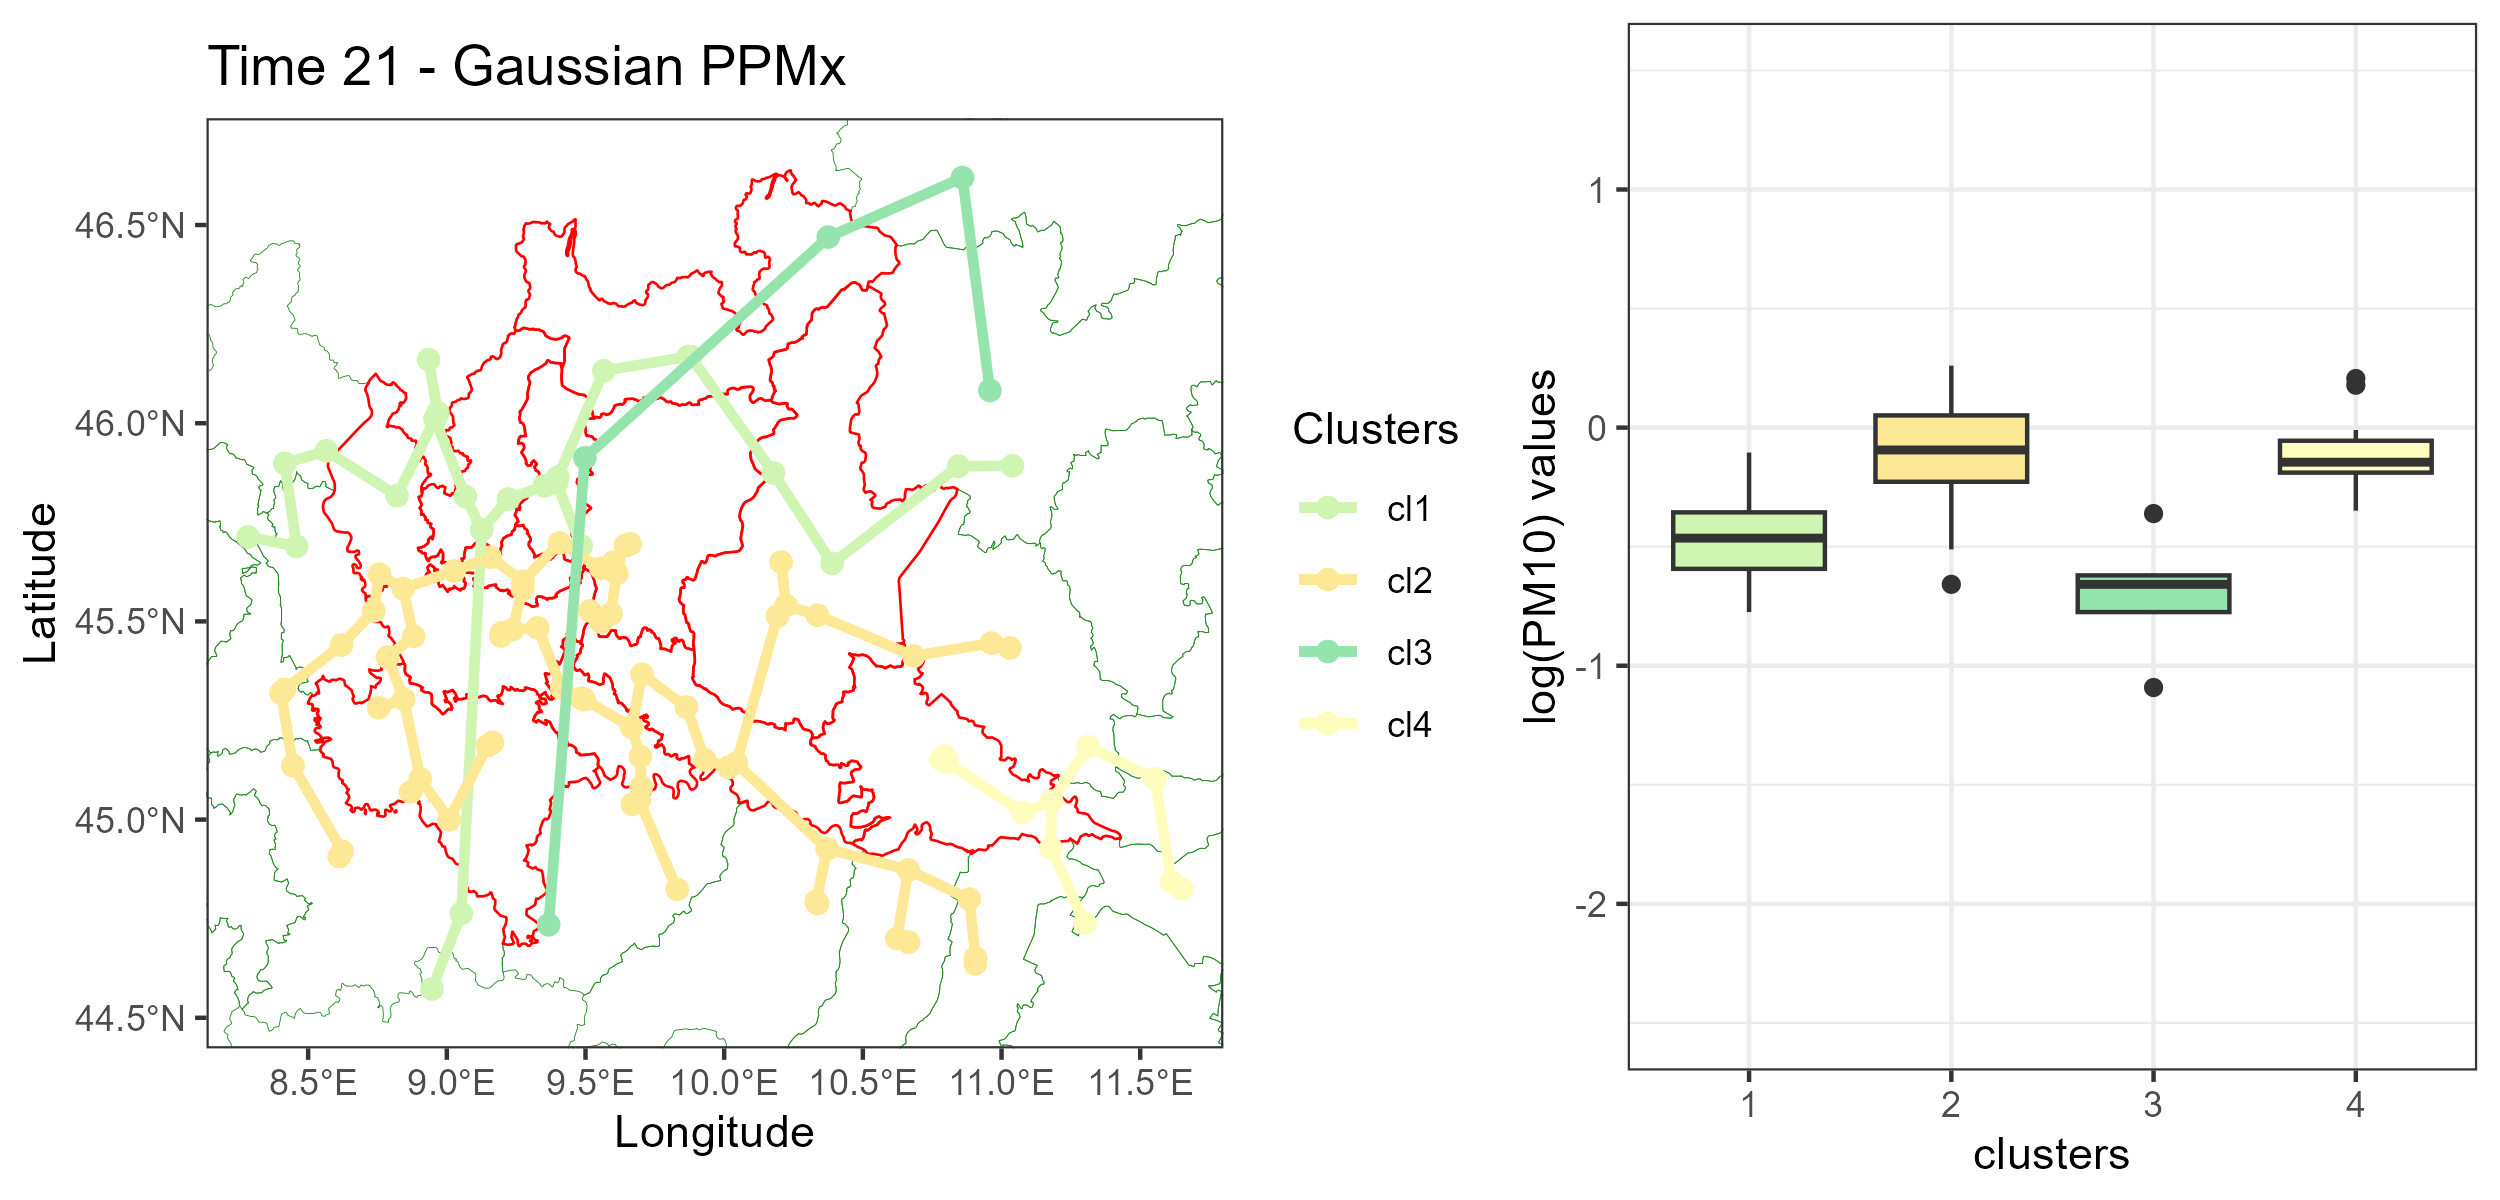 Time 21 - Gaussian PPMx
46.5°N
46.0°N
45.5°N
45.0°N
44.5°N
Latitude
8.5°E 9.0°E 9.5°E 10.0°E 10.5°E 11.0°E 11.5°E
Longitude
Clusters
cl1
cl2
cl3
cl4
log(PM10) values
1
0
-1
-2
1 2 3 4
clusters